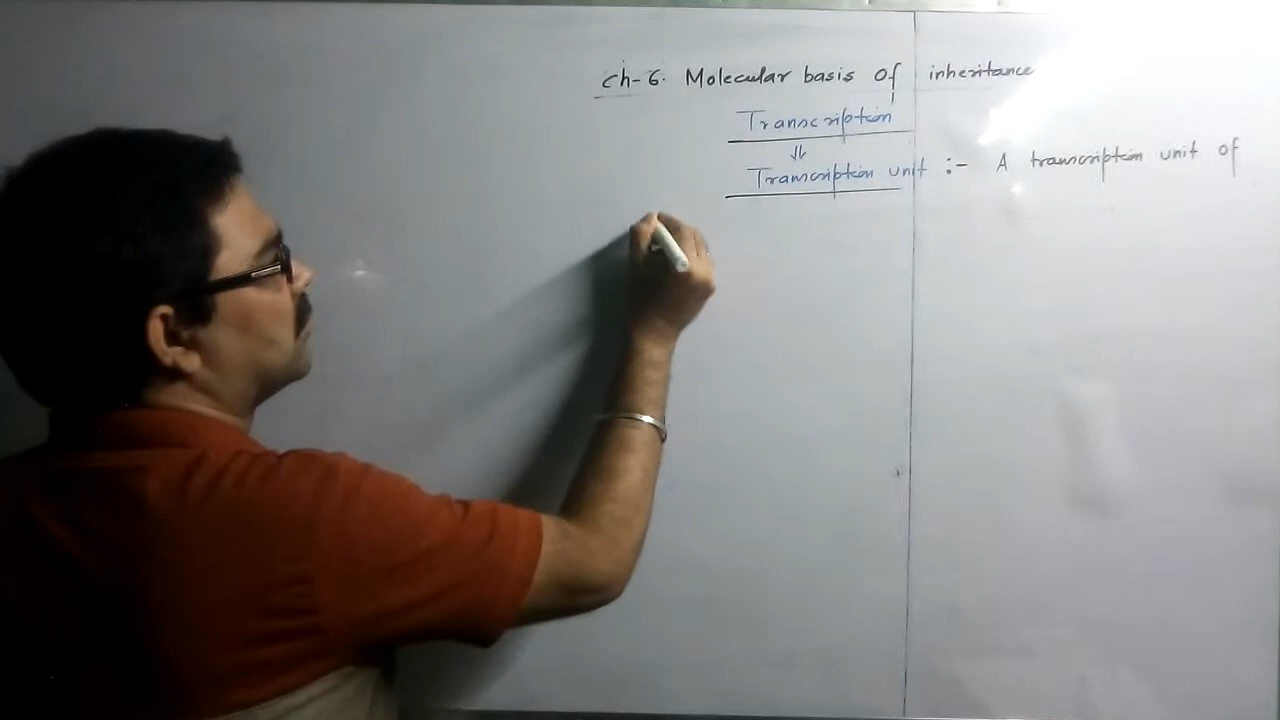 Ch-6. Molecular basis of inheritance
Transcription
⇓
Transcription unit :- A transcription unit of